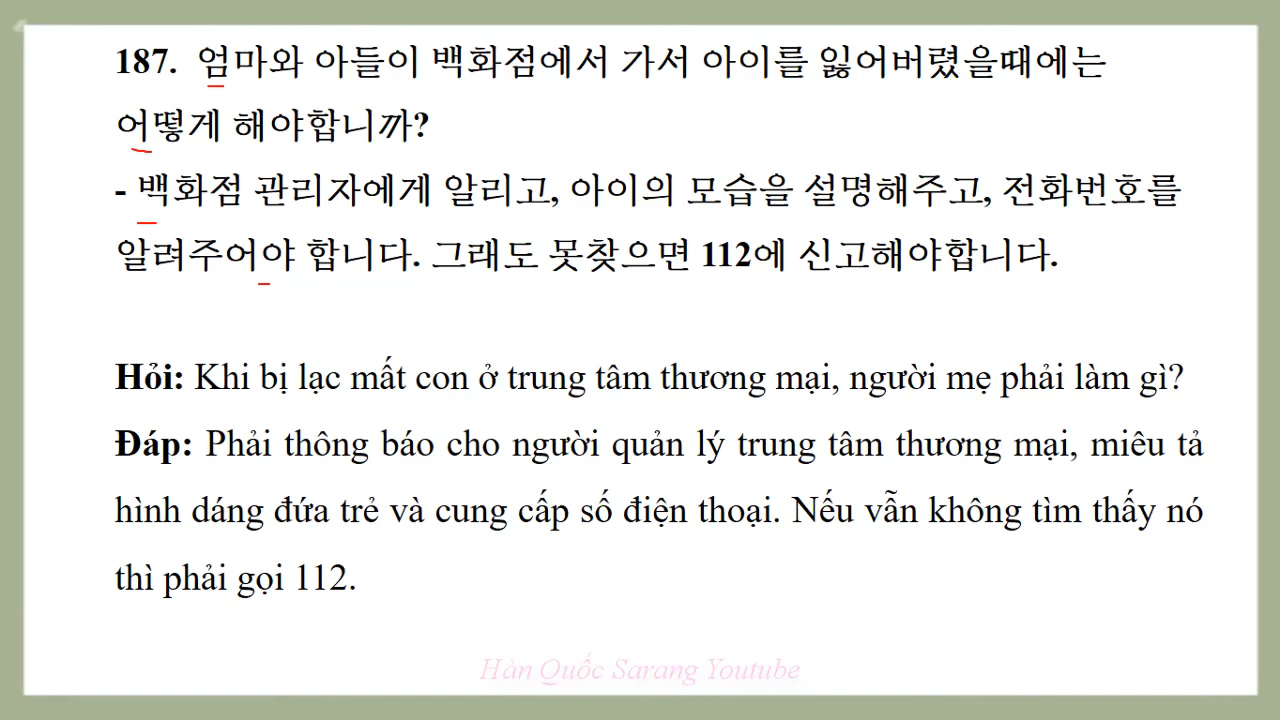 187. 엄마와 아들이 백화점에서 가서 아이를 잃어버렸을때에는
어떻게 해야합니까?
- 백화점 관리자에게 알리고, 아이의 모습을 설명해주고, 전화번호를
알려주어야 합니다. 그래도 못찾으면 112에 신고해야합니다.
Hỏi: Khi bị lạc mất con ở trung tâm thương mại, người mẹ phải làm gì?
Đáp: Phải thông báo cho người quản lý trung tâm thương mại, miêu tả
hình dáng đứa trẻ và cung cấp số điện thoại. Nếu vẫn không tìm thấy nó
thì phải gọi 112.
Hàn Quốc Sarang Youtube